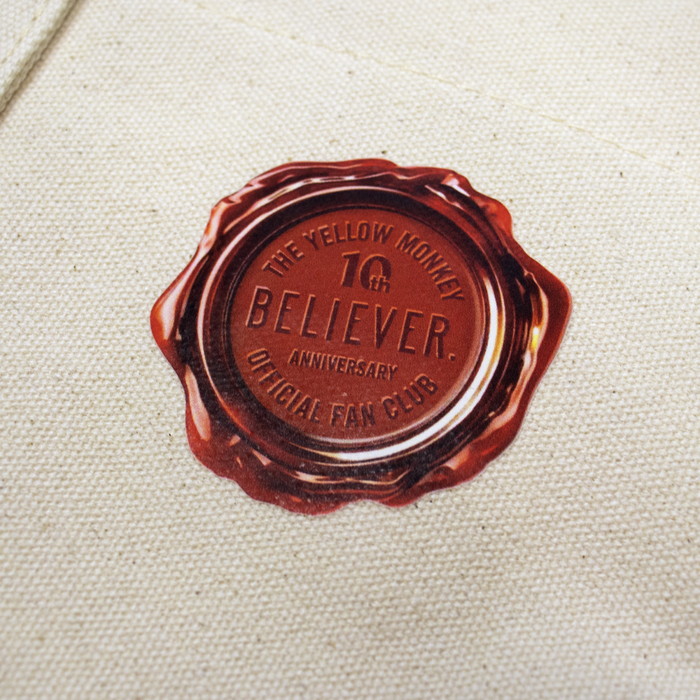 THE YELLOW MONKEY
10th
BELIEVER.
ANNIVERSARY
OFFICIAL FAN CLUB